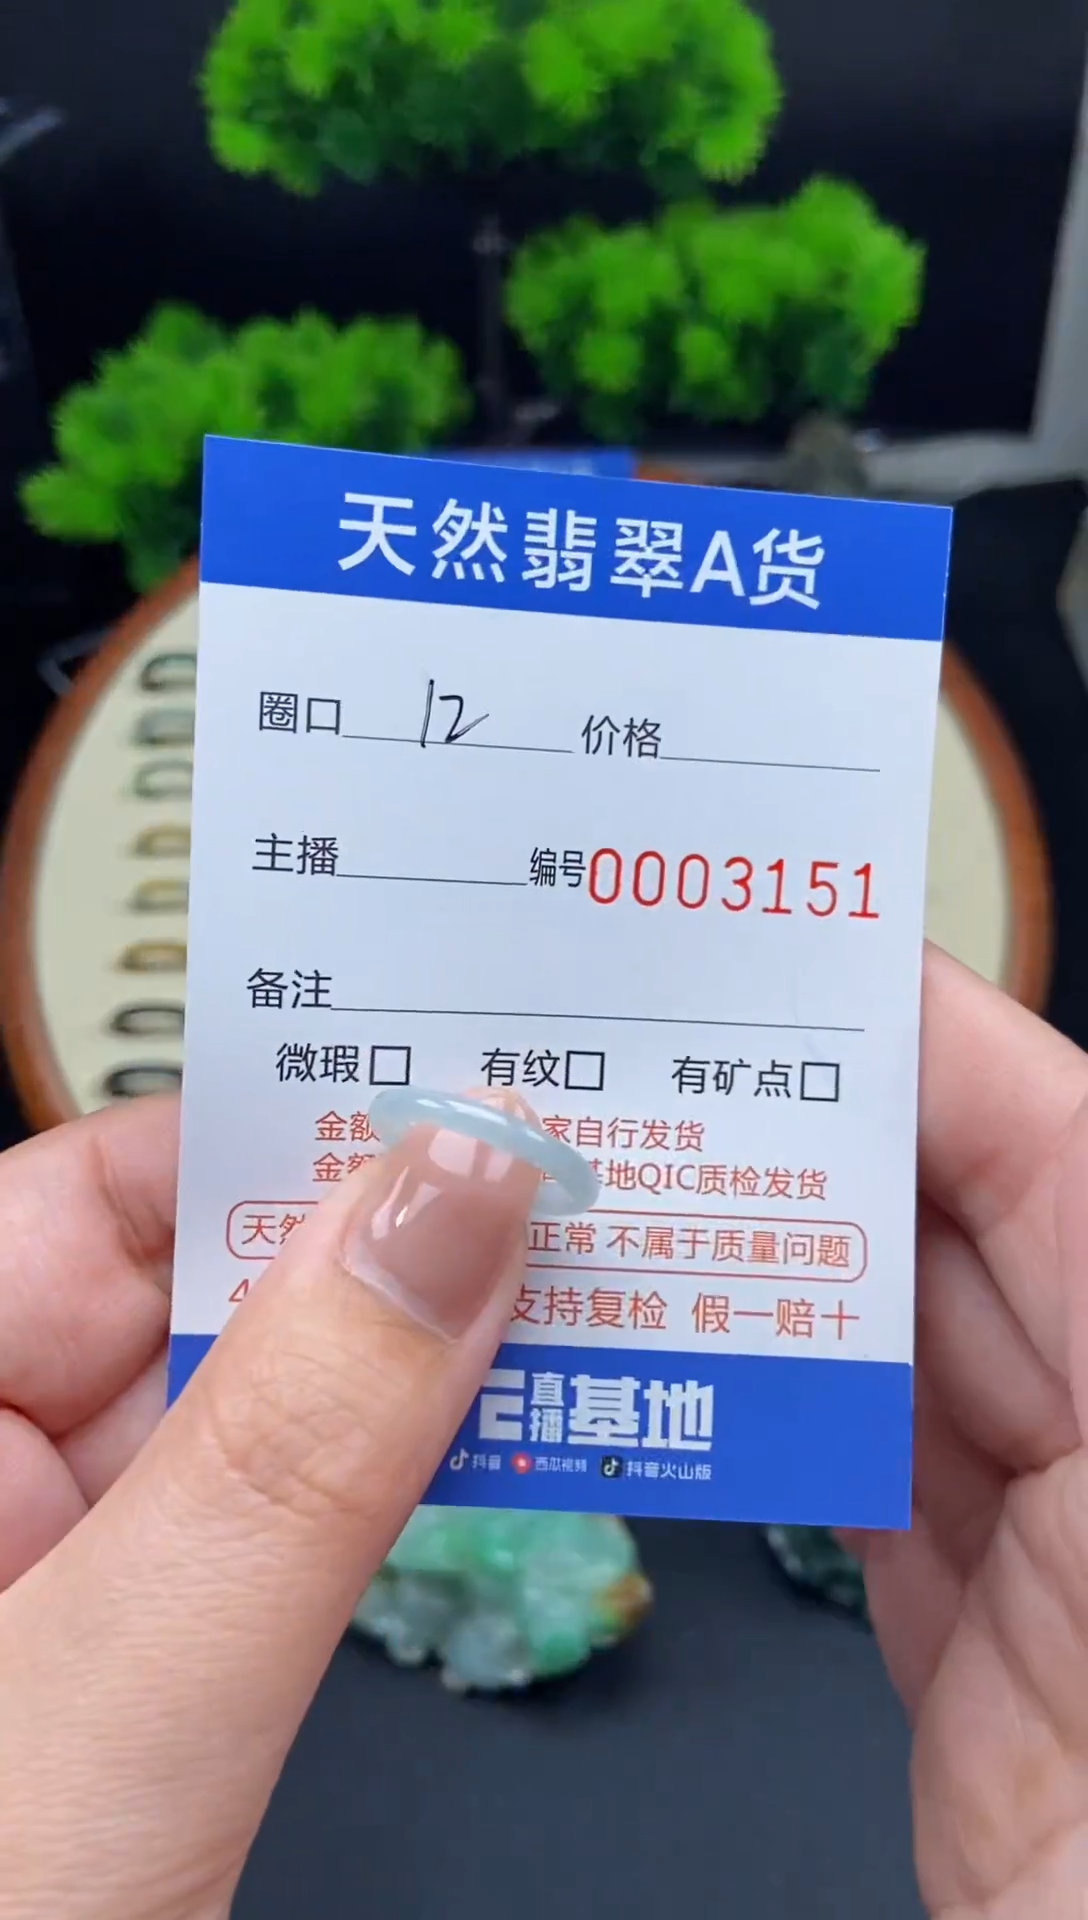 天然翡翠A货
圈口 12 价格
主播 编号0003151
备注
微瑕□ 有纹□ 有矿点□
金额 家自行发货
金额 基地QIC质检发货
天然 正常 不属于质量问题
支持复检 假一赔十
直播基地
抖音 西瓜视频 抖音火山版